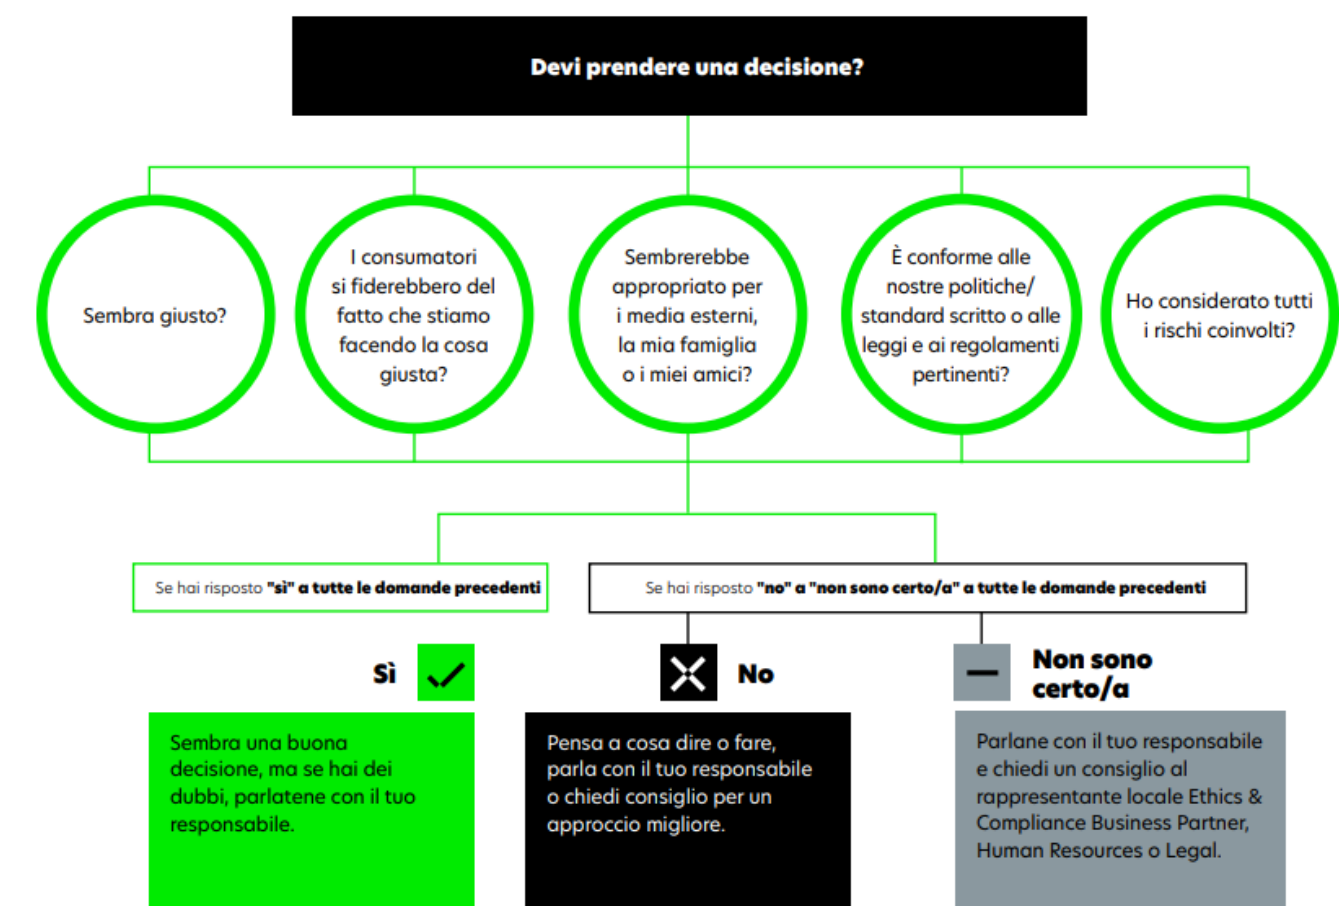 Devi prendere una decisione?
Sembra giusto?
I consumatori
si fiderebbero del
fatto che stiamo
facendo la cosa
giusta?
Sembrerebbe
appropriato per
i media esterni,
la mia famiglia
o i miei amici?
È conforme alle
nostre politiche/
standard scritto o alle
leggi e ai regolamenti
pertinenti?
Ho considerato tutti
i rischi coinvolti?
Se hai risposto "sì" a tutte le domande precedenti
Se hai risposto "no" a "non sono certo/a" a tutte le domande precedenti
Sì
No
Non sono
certo/a
Sembra una buona
decisione, ma se hai dei
dubbi, parlatene con il tuo
responsabile.
Pensa a cosa dire o fare,
parla con il tuo responsabile
o chiedi consiglio per un
approccio migliore.
Parlane con il tuo responsabile
e chiedi un consiglio al
rappresentante locale Ethics &
Compliance Business Partner,
Human Resources o Legal.